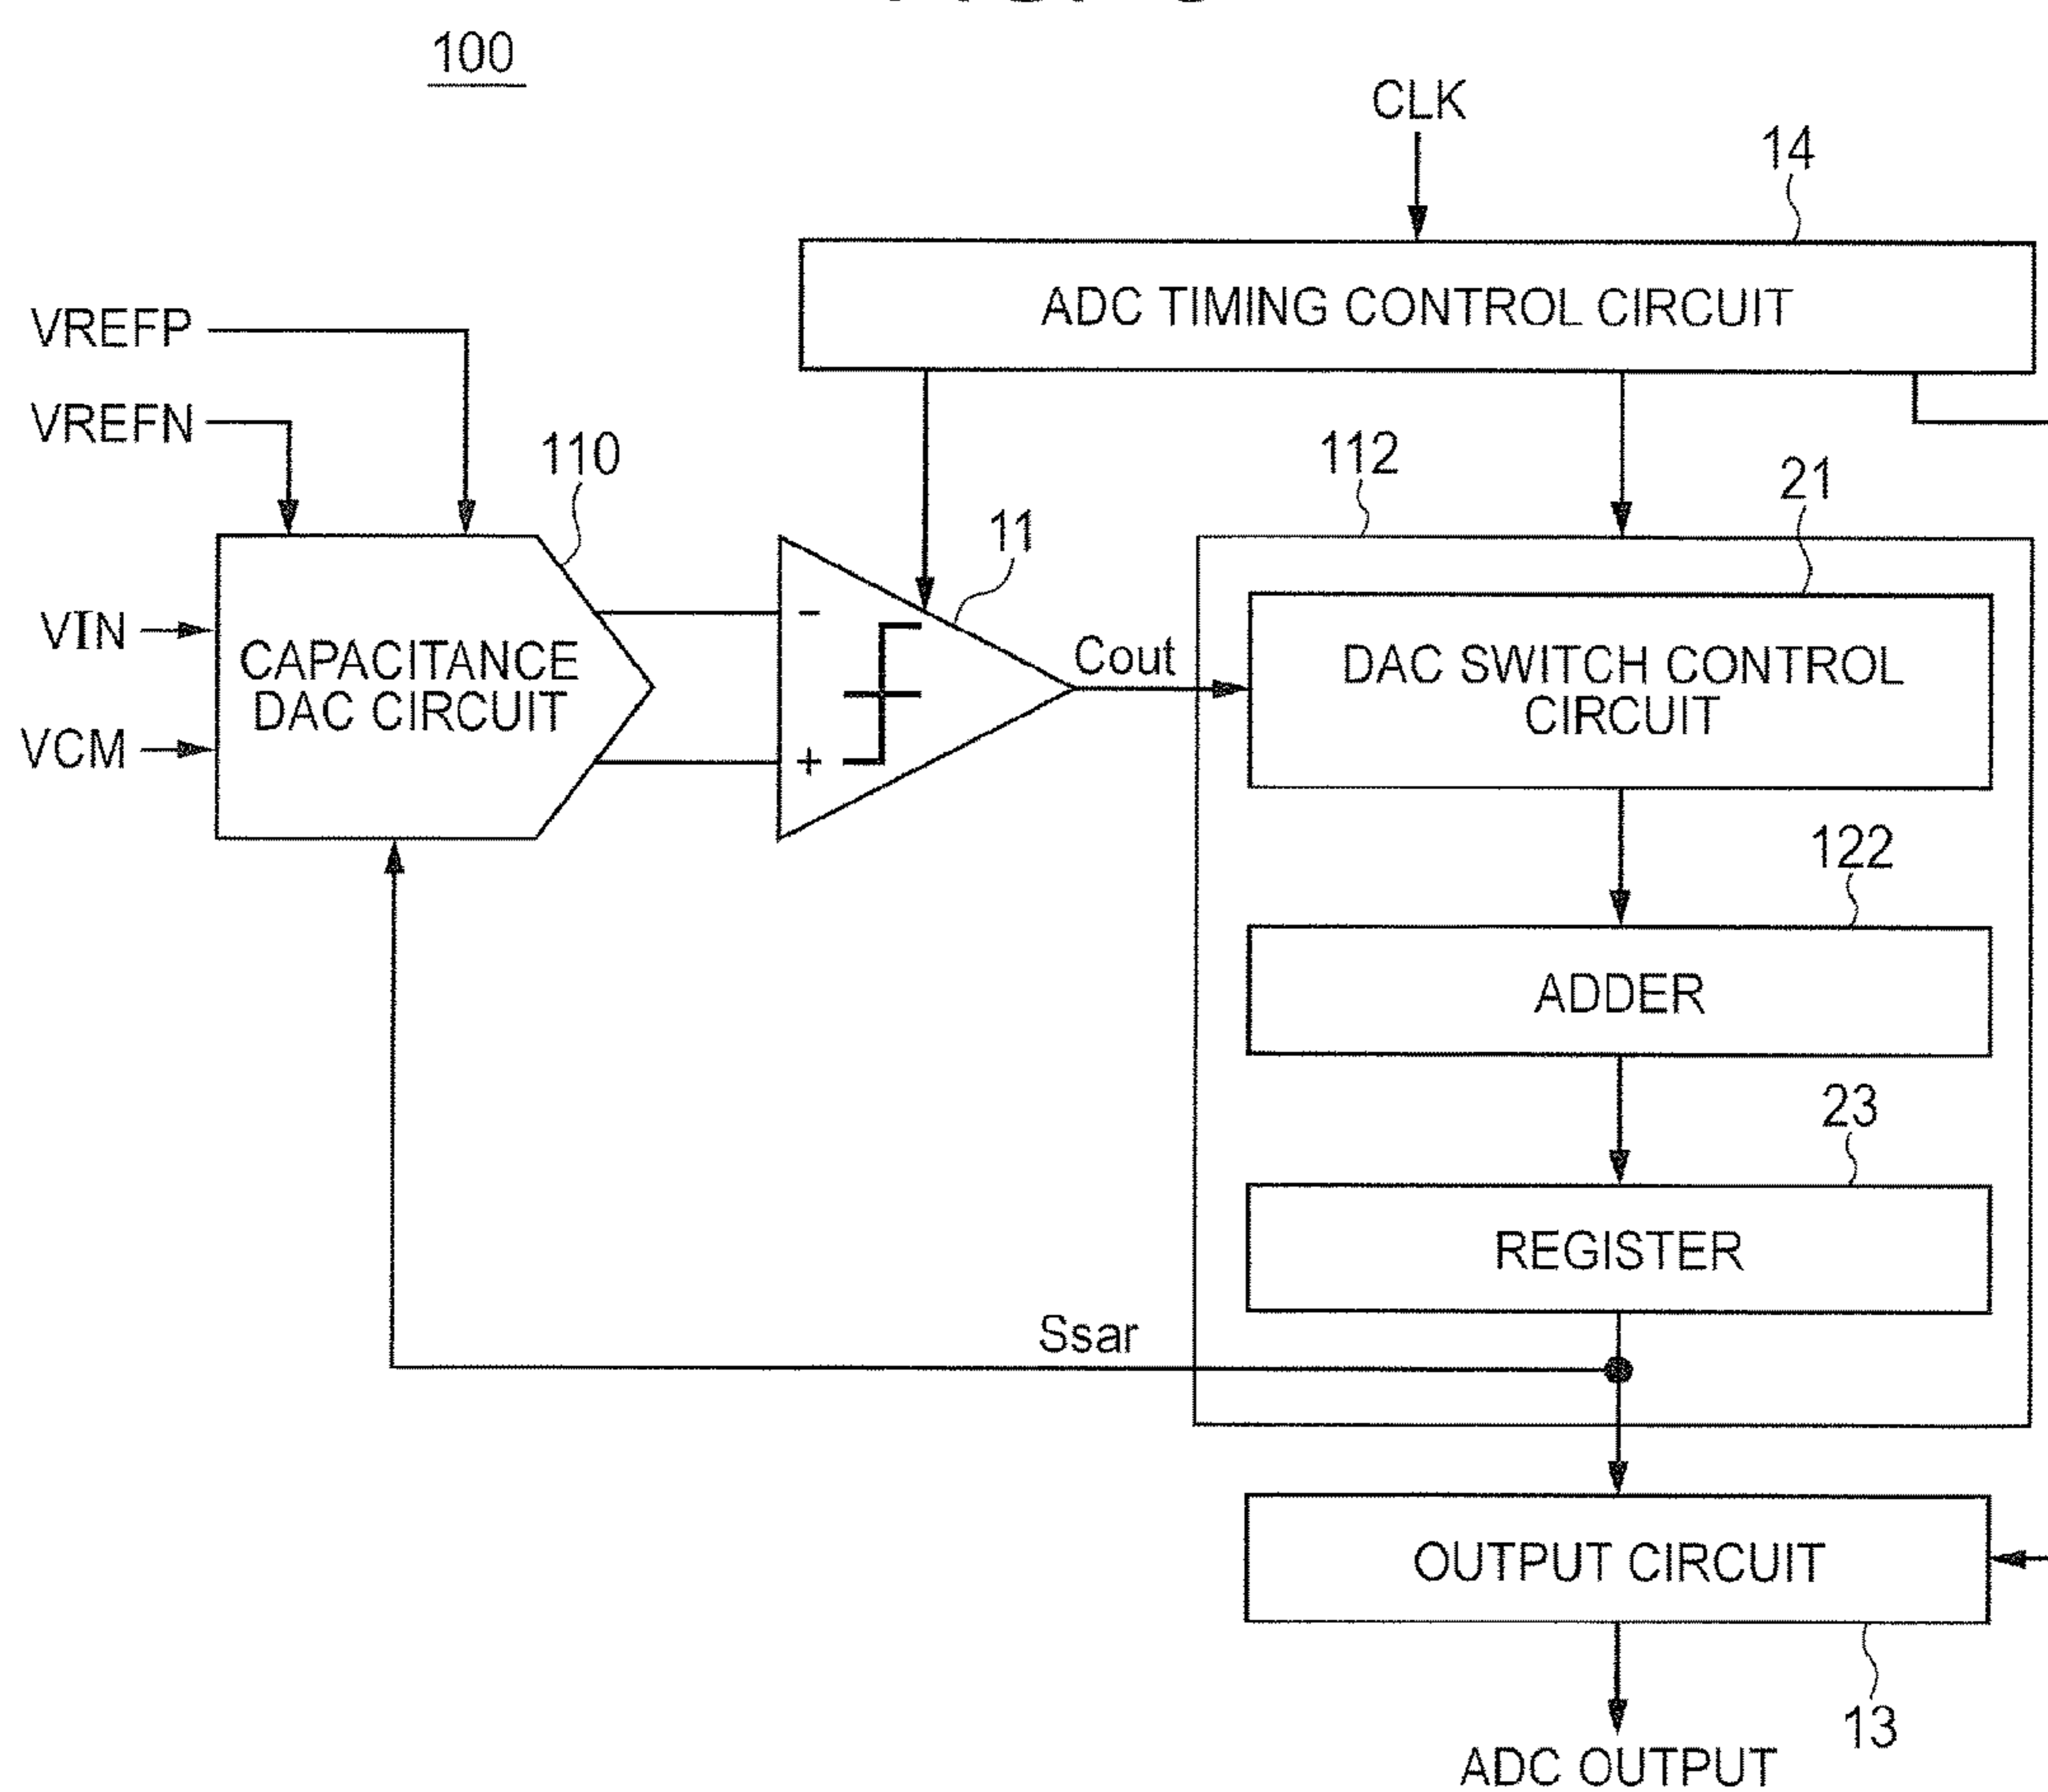 100
CLK
14
ADC TIMING CONTROL CIRCUIT
VREFP
VREFN
110
112
21
11
VIN
CAPACITANCE
DAC CIRCUIT
VCM
-
+
Cout
DAC SWITCH CONTROL
CIRCUIT
122
ADDER
23
REGISTER
Ssar
OUTPUT CIRCUIT
13
ADC OUTPUT